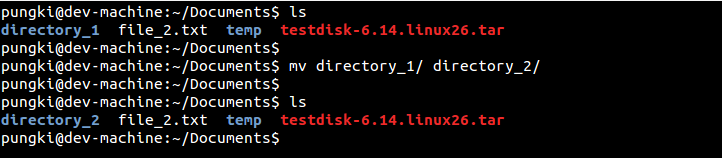 pungki@dev-machine:~/Documents$ ls
directory_1  file_2.txt  temp  testdisk-6.14.linux26.tar
pungki@dev-machine:~/Documents$
pungki@dev-machine:~/Documents$ mv directory_1/ directory_2/
pungki@dev-machine:~/Documents$
pungki@dev-machine:~/Documents$ ls
directory_2  file_2.txt  temp  testdisk-6.14.linux26.tar
pungki@dev-machine:~/Documents$